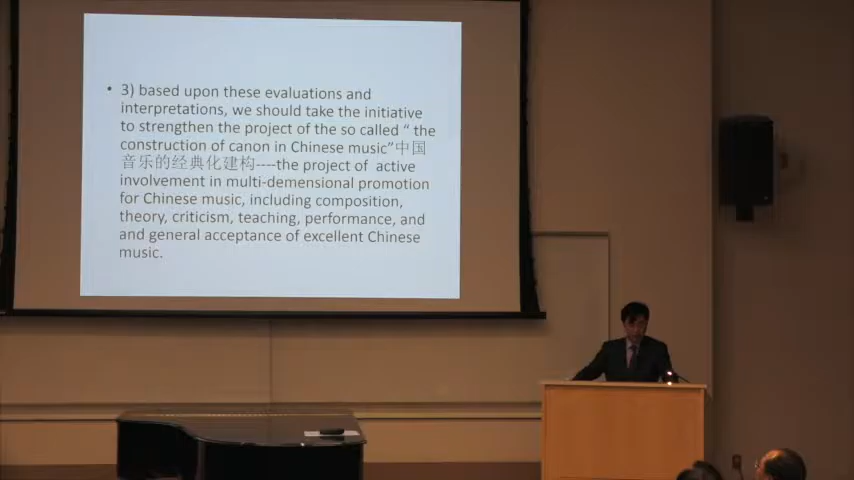 • 3) based upon these evaluations and
interpretations, we should take the initiative
to strengthen the project of the so called “ the
construction of canon in Chinese music”中国
音乐的经典化建构----the project of active
involvement in multi-demensional promotion
for Chinese music, including composition,
theory, criticism, teaching, performance, and
and general acceptance of excellent Chinese
music.